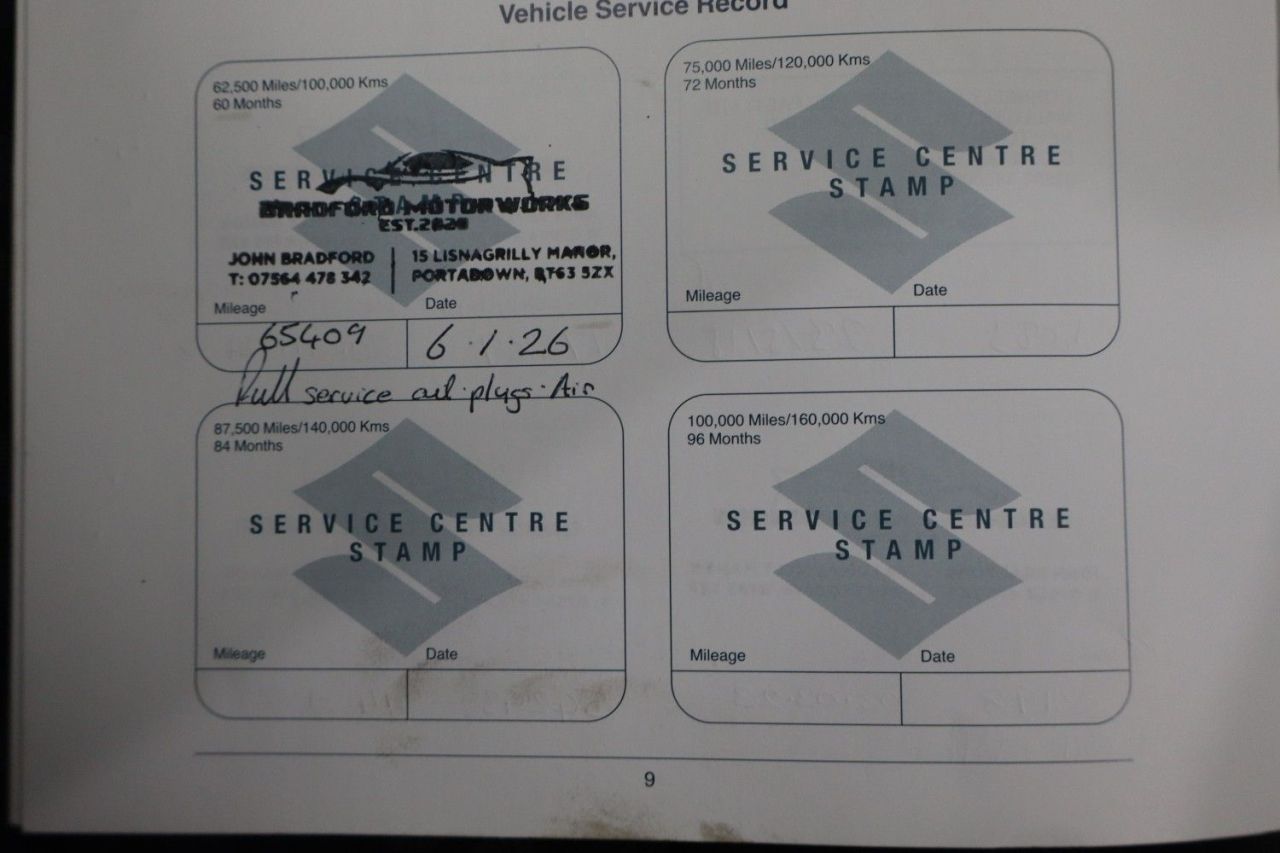 Vehicle Service Record
62,500 Miles/100,000 Kms
60 Months
SERVICE CENTRE
STAMP
BRADFORD MOTORWORKS
EST.2020
JOHN BRADFORD
T: 07564 478 342
15 LISNAGRILLY MANOR,
PORTADOWN, BT63 5ZX
Mileage
Date
65409
6.1.26
Full service oil.plugs.Air
75,000 Miles/120,000 Kms
72 Months
SERVICE CENTRE
STAMP
Mileage
Date
87,500 Miles/140,000 Kms
84 Months
SERVICE CENTRE
STAMP
Mileage
Date
100,000 Miles/160,000 Kms
96 Months
SERVICE CENTRE
STAMP
Mileage
Date
9